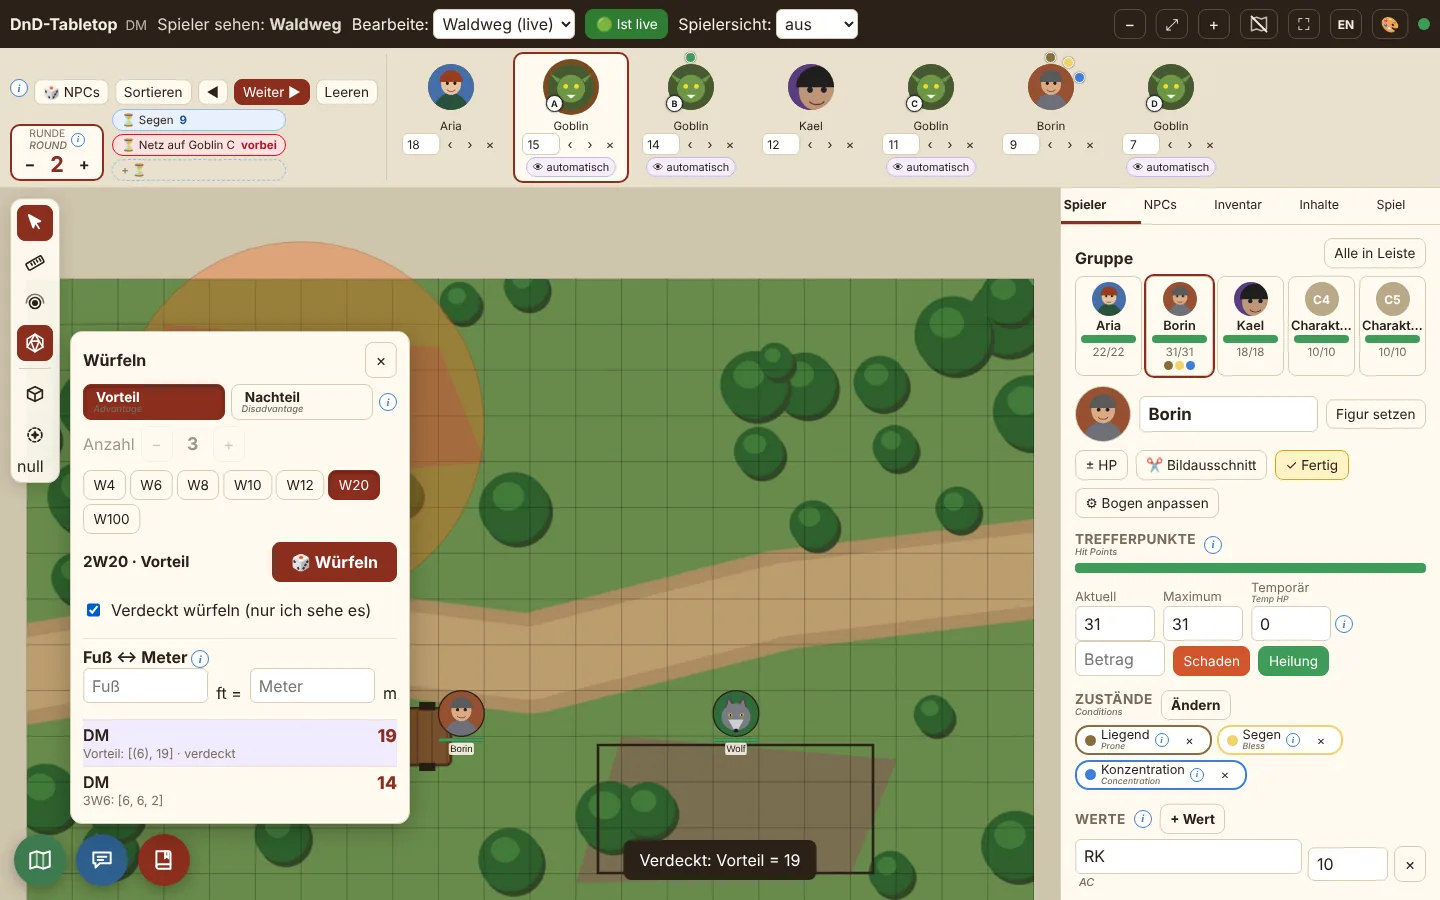 DnD-Tabletop DM Spieler sehen: Waldweg Bearbeite: Waldweg (live) Ist live Spielersicht: aus EN
i NPCs Sortieren ◀ Weiter ▶ Leeren
RUNDE i
ROUND
− 2 +
Segen 9
Netz auf Goblin C vorbei
+
Aria
18 ‹ › ×
A
Goblin
15 ‹ › ×
automatisch
B
Goblin
14 ‹ › ×
automatisch
Kael
12 ‹ › ×
C
Goblin
11 ‹ › ×
automatisch
Borin
9 ‹ › ×
D
Goblin
7 ‹ › ×
automatisch
null
Würfeln ×
Vorteil Nachteil i
Advantage Disadvantage
Anzahl − 3 +
W4 W6 W8 W10 W12 W20
W100
2W20 · Vorteil Würfeln
Verdeckt würfeln (nur ich sehe es)
Fuß ↔ Meter i
Fuß ft = Meter m
DM 19
Vorteil: [(6), 19] · verdeckt
DM 14
3W6: [6, 6, 2]
Borin
Wolf
Verdeckt: Vorteil = 19
Spieler NPCs Inventar Inhalte Spiel
Gruppe Alle in Leiste
C4 C5
Aria Borin Kael Charakt... Charakt...
22/22 31/31 18/18 10/10 10/10
Borin Figur setzen
± HP Bildausschnitt ✓ Fertig
Bogen anpassen
TREFFERPUNKTE i
Hit Points
Aktuell Maximum Temporär
Temp HP
31 31 0 i
Betrag Schaden Heilung
ZUSTÄNDE Ändern
Conditions
Liegend i × Segen i ×
Prone Bless
Konzentration i ×
Concentration
WERTE i + Wert
RK 10 ×
AC